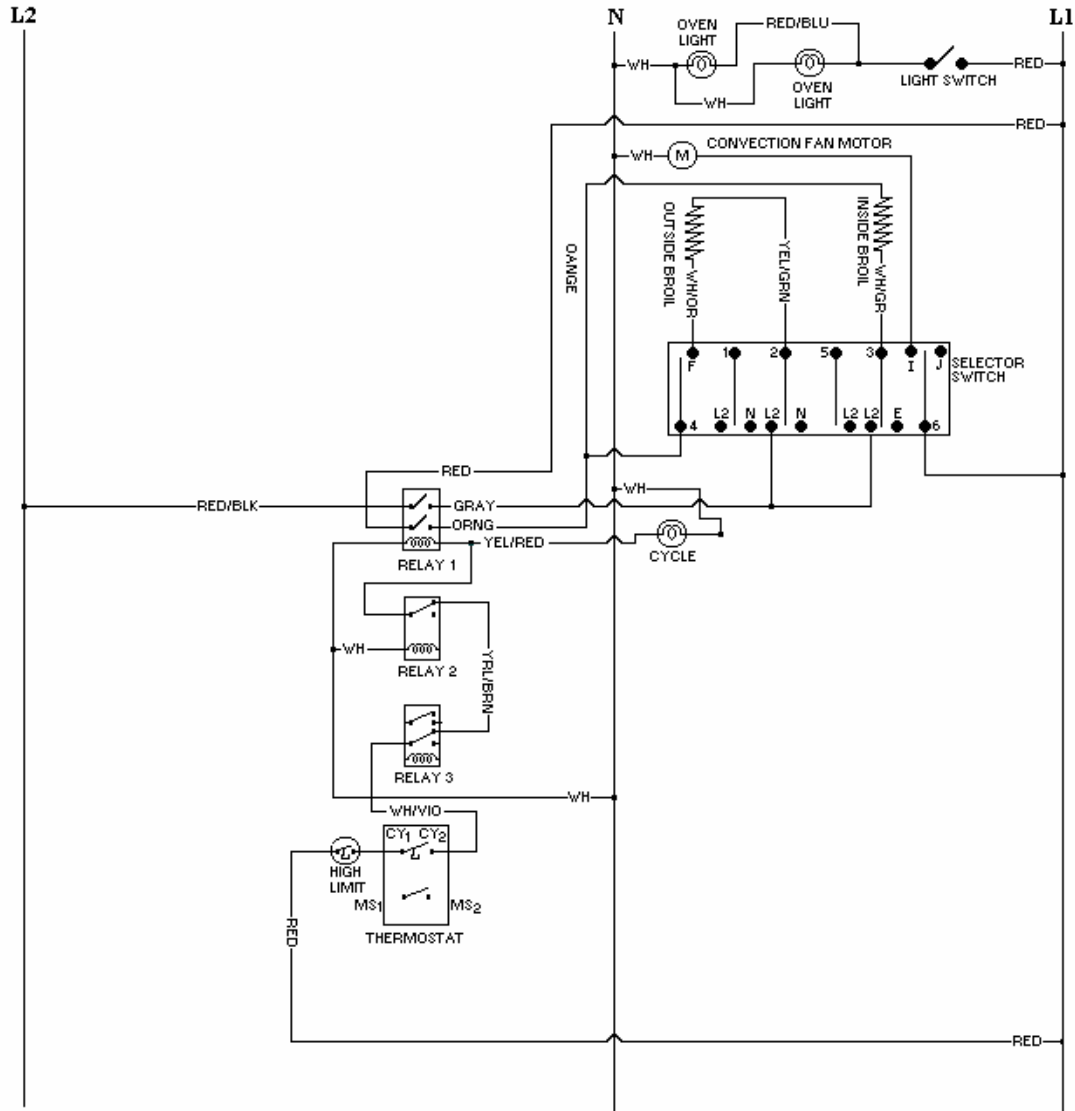 L2
N
L1
OVEN
LIGHT
RED/BLU
WH
RED
LIGHT SWITCH
WH
OVEN
LIGHT
RED
WH
M
CONVECTION FAN MOTOR
OANGE
OUTSIDE BROIL
WH/OR
YEL/GRN
INSIDE BROIL
WH/GR
1
2
5
3
F
I
J
SELECTOR
SWITCH
4
L2
N
L2
N
L2
L2
E
6
RED
WH
RED/BLK
GRAY
ORNG
YEL/RED
CYCLE
RELAY 1
WH
RELAY 2
YRL/BRN
RELAY 3
WH
WH/VIO
CY1
CY2
HIGH
LIMIT
MS1
MS2
THERMOSTAT
RED
RED